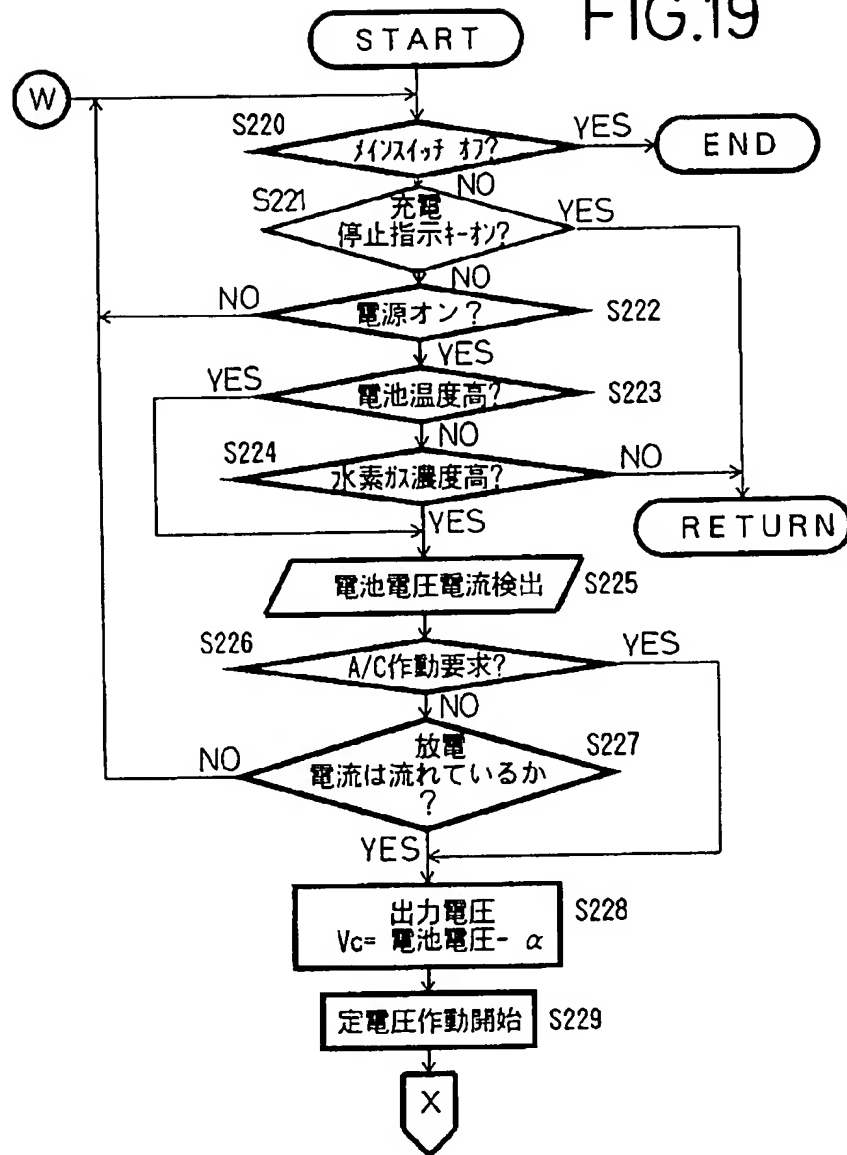 FIG.19
START
W
S220
メインスイッチ オフ?
YES
END
NO
S221
充電
停止指示キーオン?
YES
NO
NO
電源オン?
S222
YES
YES
電池温度高?
S223
NO
S224
水素ガス濃度高?
NO
YES
RETURN
電池電圧電流検出
S225
S226
A/C作動要求?
YES
NO
放電
電流は流れているか
?
S227
NO
YES
出力電圧
Vc= 電池電圧- α
S228
定電圧作動開始
S229
X